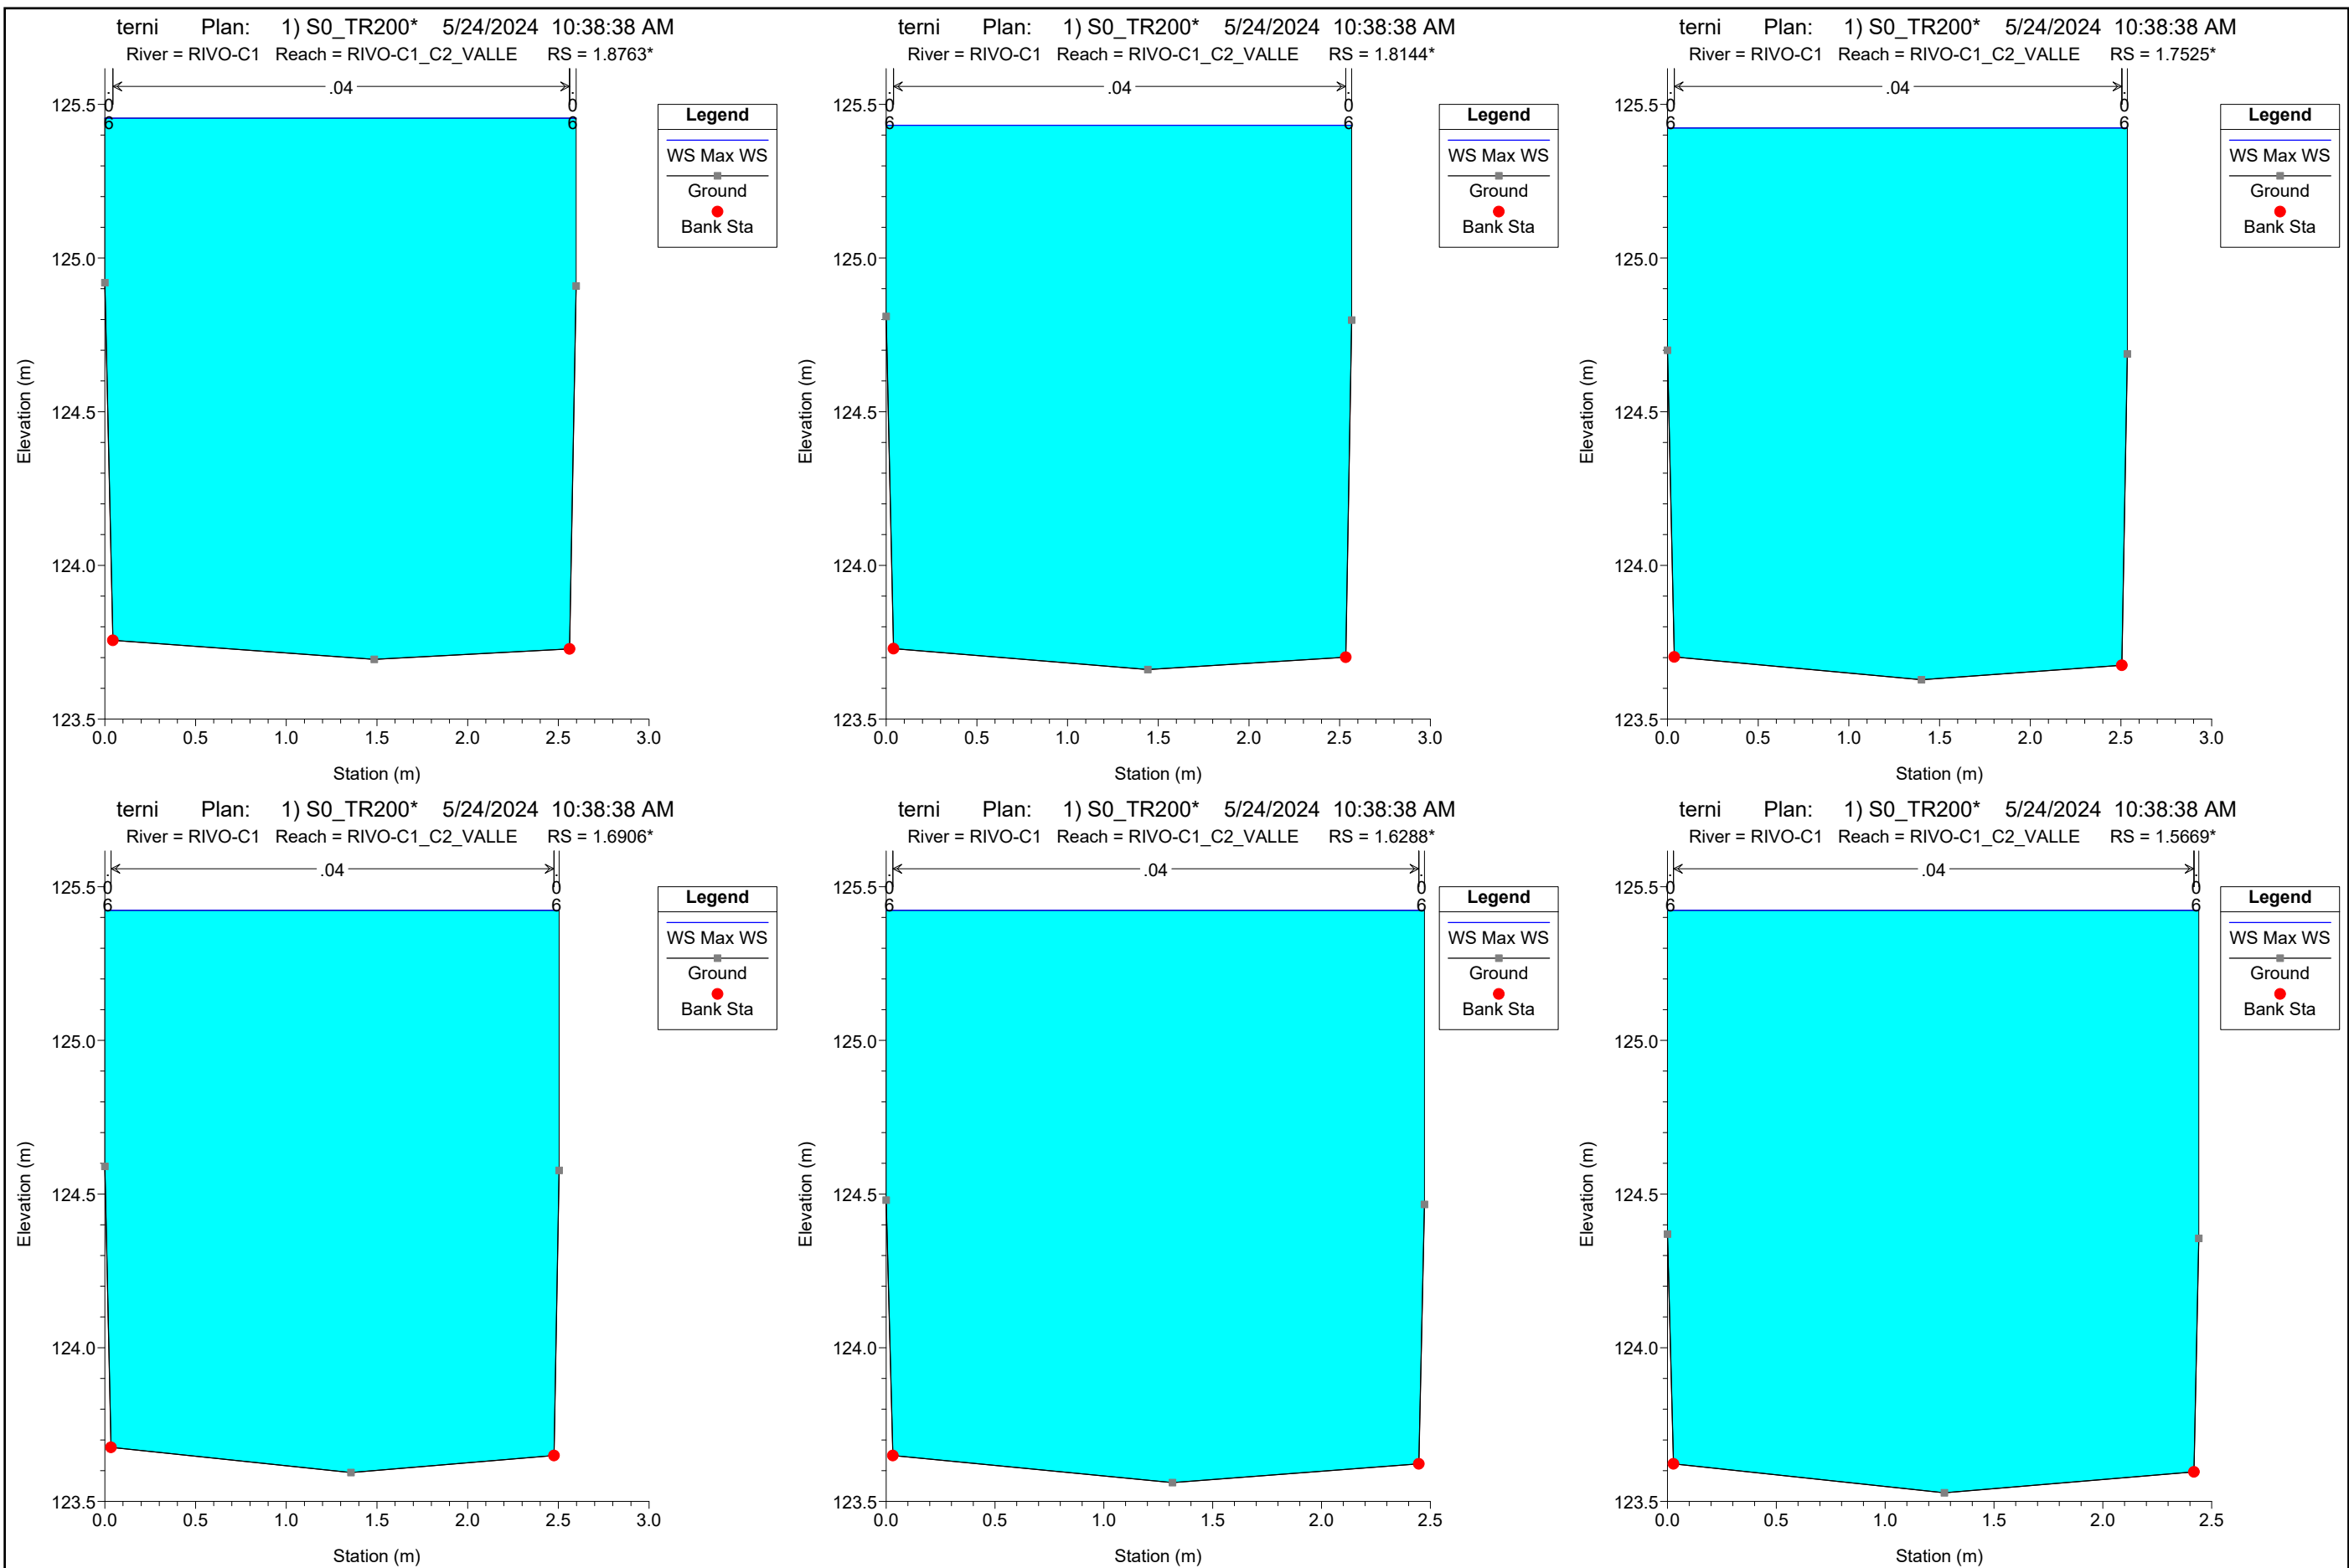 terni Plan: 1) S0_TR200* 5/24/2024 10:38:38 AM
River = RIVO-C1 Reach = RIVO-C1_C2_VALLE RS = 1.8763*
.06
.04
.06
125.5
125.0
124.5
124.0
123.5
Elevation (m)
0.0 0.5 1.0 1.5 2.0 2.5 3.0
Station (m)
Legend
WS Max WS
Ground
Bank Sta
terni Plan: 1) S0_TR200* 5/24/2024 10:38:38 AM
River = RIVO-C1 Reach = RIVO-C1_C2_VALLE RS = 1.8144*
.06
.04
.06
125.5
125.0
124.5
124.0
123.5
Elevation (m)
0.0 0.5 1.0 1.5 2.0 2.5 3.0
Station (m)
Legend
WS Max WS
Ground
Bank Sta
terni Plan: 1) S0_TR200* 5/24/2024 10:38:38 AM
River = RIVO-C1 Reach = RIVO-C1_C2_VALLE RS = 1.7525*
.06
.04
.06
125.5
125.0
124.5
124.0
123.5
Elevation (m)
0.0 0.5 1.0 1.5 2.0 2.5 3.0
Station (m)
Legend
WS Max WS
Ground
Bank Sta
terni Plan: 1) S0_TR200* 5/24/2024 10:38:38 AM
River = RIVO-C1 Reach = RIVO-C1_C2_VALLE RS = 1.6906*
.06
.04
.06
125.5
125.0
124.5
124.0
123.5
Elevation (m)
0.0 0.5 1.0 1.5 2.0 2.5 3.0
Station (m)
Legend
WS Max WS
Ground
Bank Sta
terni Plan: 1) S0_TR200* 5/24/2024 10:38:38 AM
River = RIVO-C1 Reach = RIVO-C1_C2_VALLE RS = 1.6288*
.06
.04
.06
125.5
125.0
124.5
124.0
123.5
Elevation (m)
0.0 0.5 1.0 1.5 2.0 2.5
Station (m)
Legend
WS Max WS
Ground
Bank Sta
terni Plan: 1) S0_TR200* 5/24/2024 10:38:38 AM
River = RIVO-C1 Reach = RIVO-C1_C2_VALLE RS = 1.5669*
.06
.04
.06
125.5
125.0
124.5
124.0
123.5
Elevation (m)
0.0 0.5 1.0 1.5 2.0 2.5
Station (m)
Legend
WS Max WS
Ground
Bank Sta